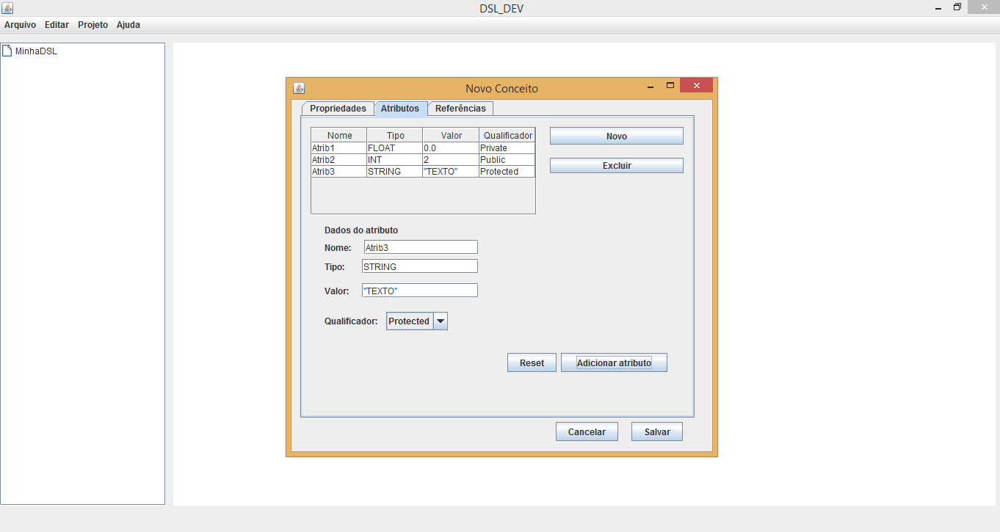 DSL_DEV
Arquivo Editar Projeto Ajuda
MinhaDSL
Novo Conceito
Propriedades Atributos Referências
Nome Tipo Valor Qualificador
Atrib1 FLOAT 0.0 Private
Atrib2 INT 2 Public
Atrib3 STRING "TEXTO" Protected
Novo
Excluir
Dados do atributo
Nome: Atrib3
Tipo: STRING
Valor: "TEXTO"
Qualificador: Protected
Reset Adicionar atributo
Cancelar Salvar